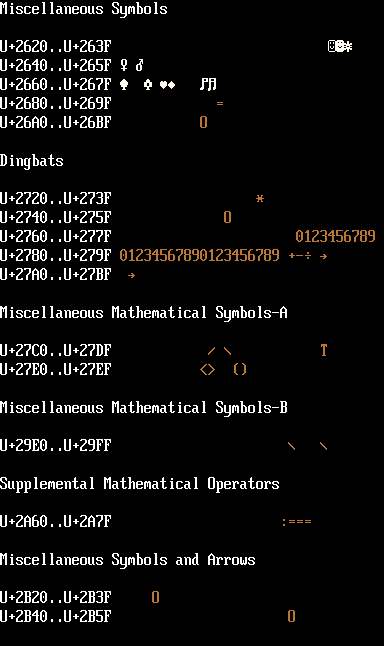 Miscellaneous Symbols
U+2620..U+263F                           ☺☻☼
U+2640..U+265F ♀ ♂
U+2660..U+267F ♠  ♣ ♥♦   ♪♫
U+2680..U+269F             =
U+26A0..U+26BF           O
Dingbats
U+2720..U+273F                  *
U+2740..U+275F              O
U+2760..U+277F                       0123456789
U+2780..U+279F 01234567890123456789 +-÷ →
U+27A0..U+27BF  →
Miscellaneous Mathematical Symbols-A
U+27C0..U+27DF            / \           T
U+27E0..U+27EF           <>  ()
Miscellaneous Mathematical Symbols-B
U+29E0..U+29FF                      \   \
Supplemental Mathematical Operators
U+2A60..U+2A7F                     :===
Miscellaneous Symbols and Arrows
U+2B20..U+2B3F     O
U+2B40..U+2B5F                      O